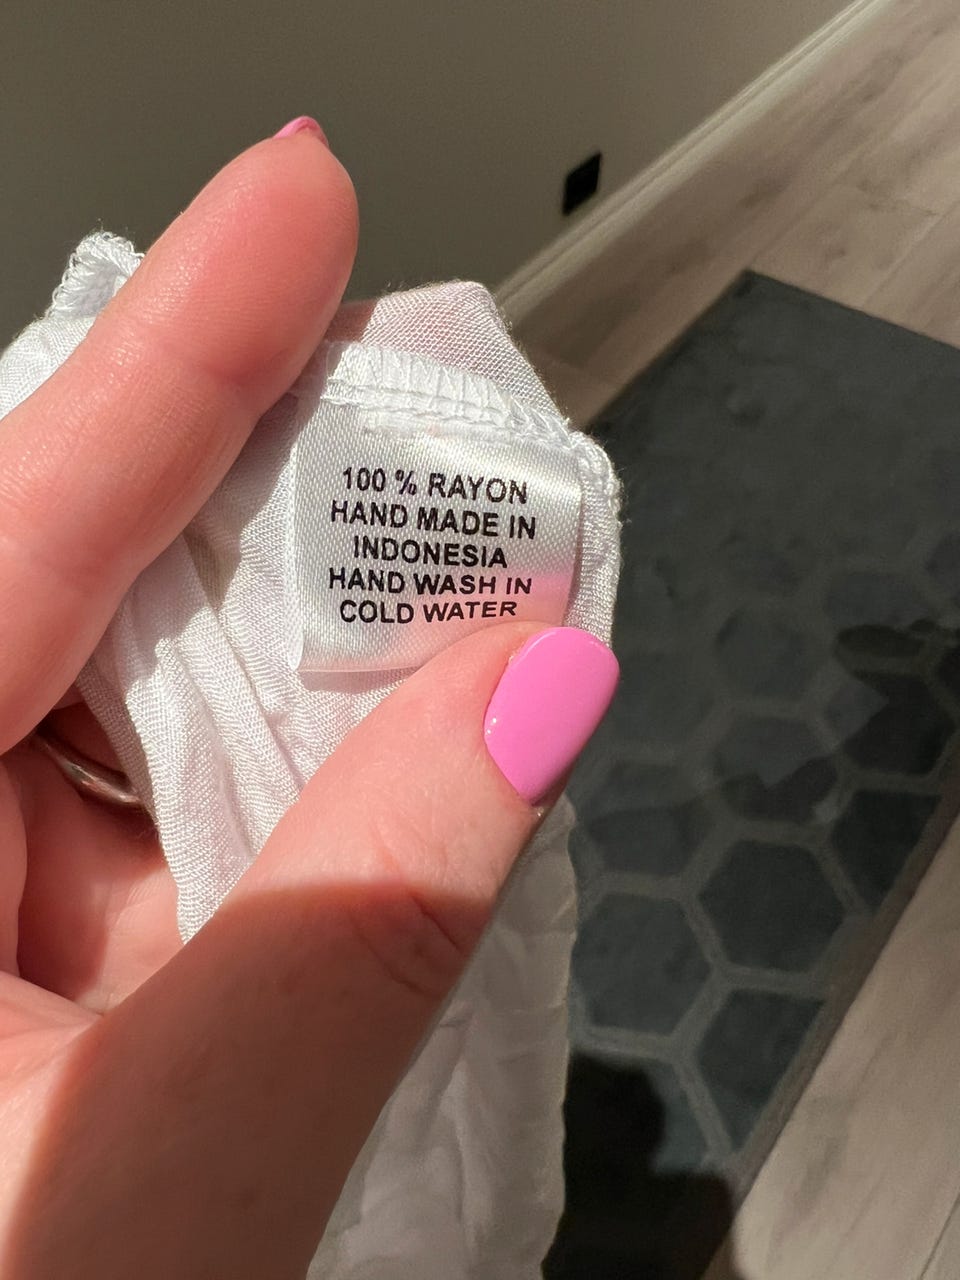 100 % RAYON
HAND MADE IN
INDONESIA
HAND WASH IN
COLD WATER